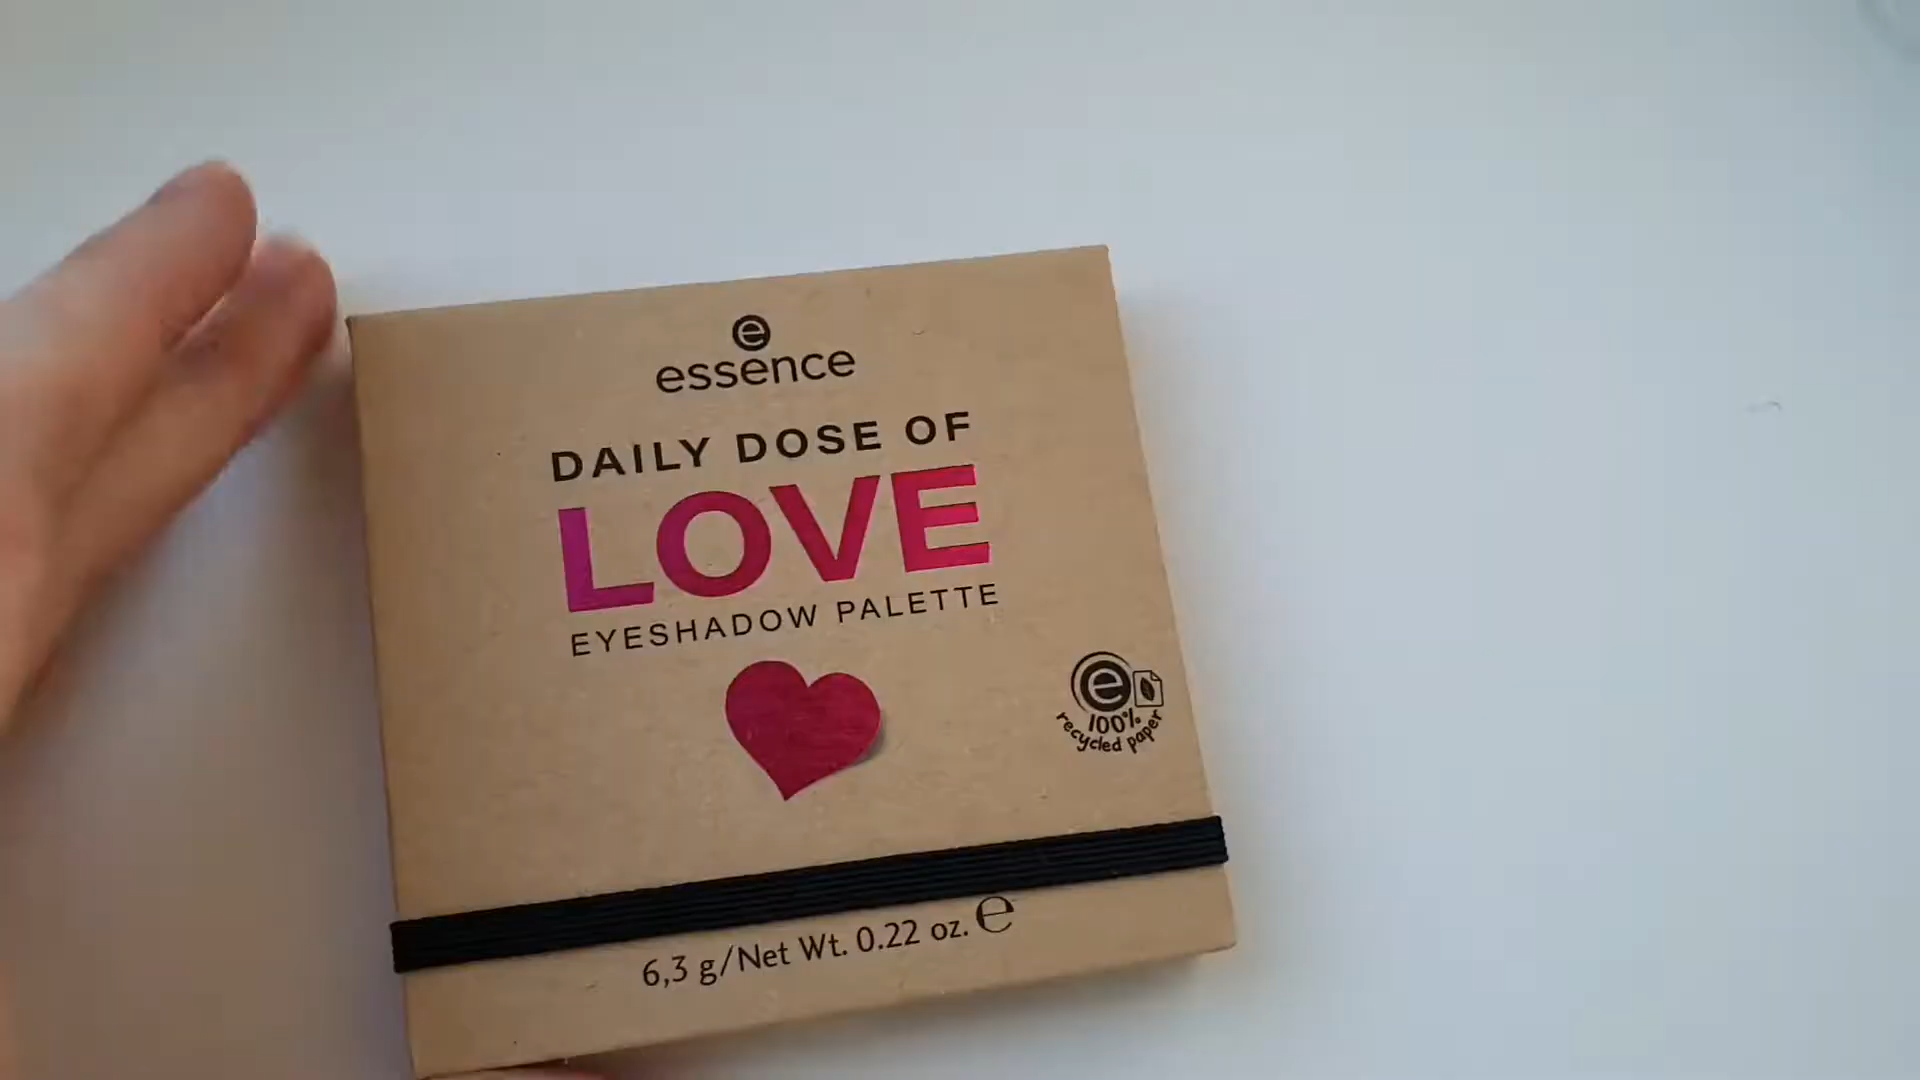 e
essence
DAILY DOSE OF
LOVE
EYESHADOW PALETTE
e
100%
recycled paper
6,3 g/Net Wt. 0.22 oz. ℮